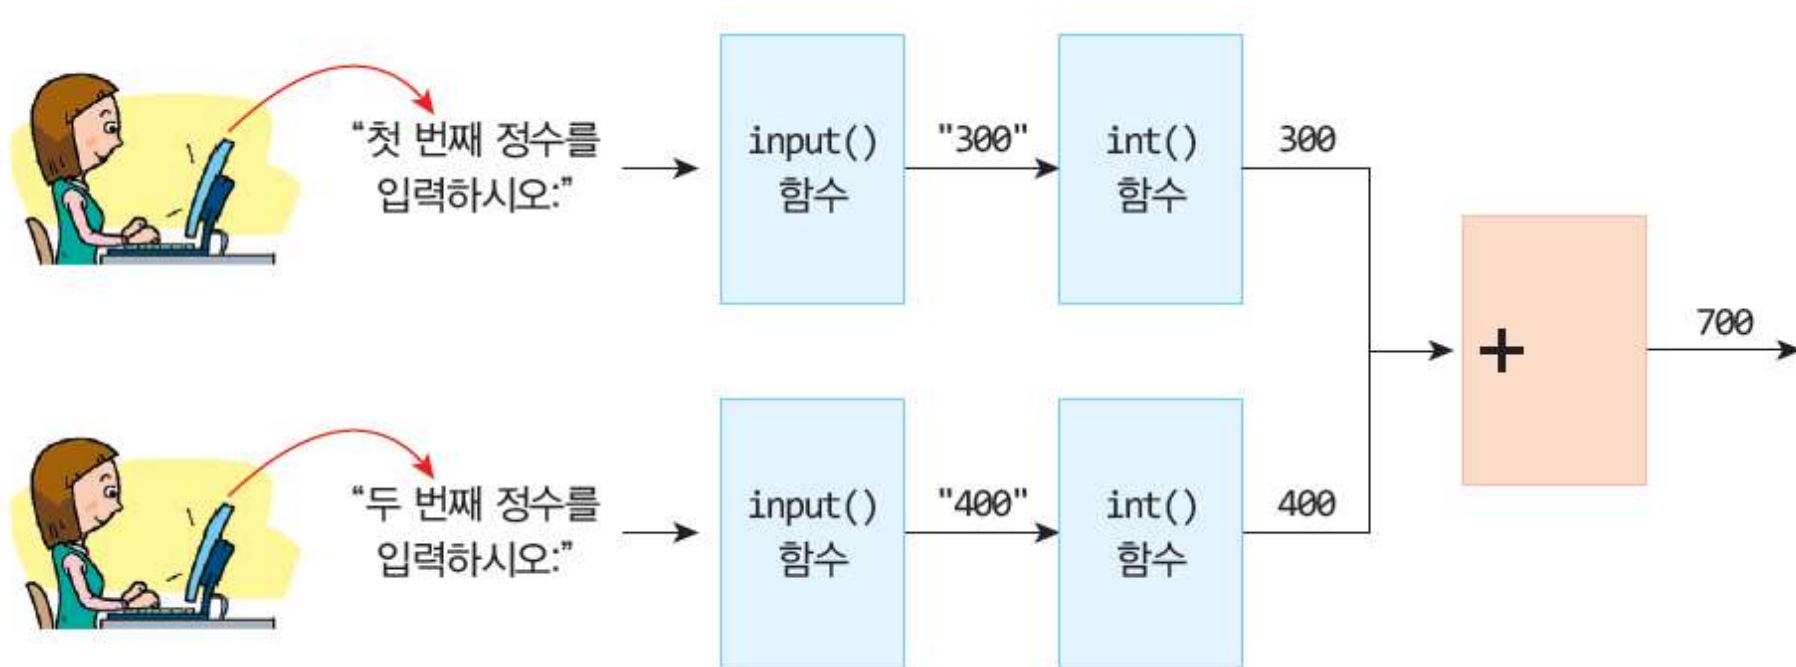 “첫 번째 정수를
입력하시오:”
input()
함수
"300"
int()
함수
300
“두 번째 정수를
입력하시오:”
input()
함수
"400"
int()
함수
400
+
700